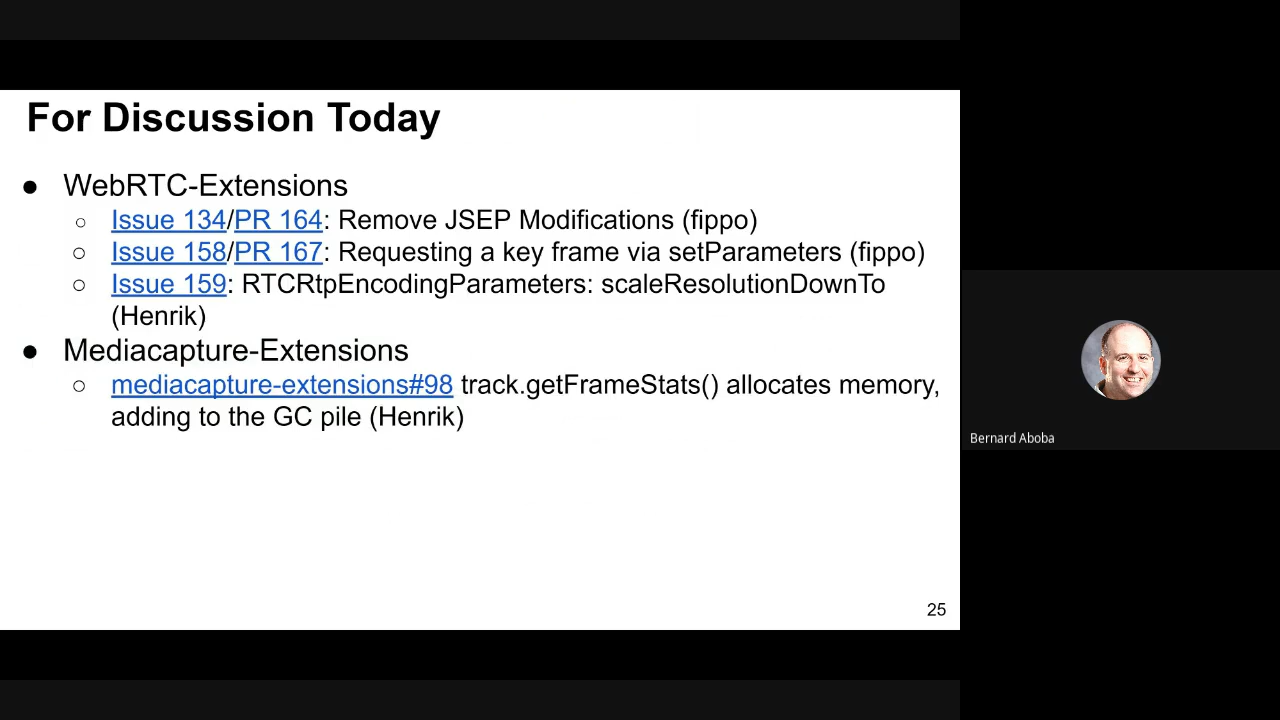 For Discussion Today
● WebRTC-Extensions
○ Issue 134/PR 164: Remove JSEP Modifications (fippo)
○ Issue 158/PR 167: Requesting a key frame via setParameters (fippo)
○ Issue 159: RTCRtpEncodingParameters: scaleResolutionDownTo
(Henrik)
● Mediacapture-Extensions
○ mediacapture-extensions#98 track.getFrameStats() allocates memory,
adding to the GC pile (Henrik)
25
Bernard Aboba